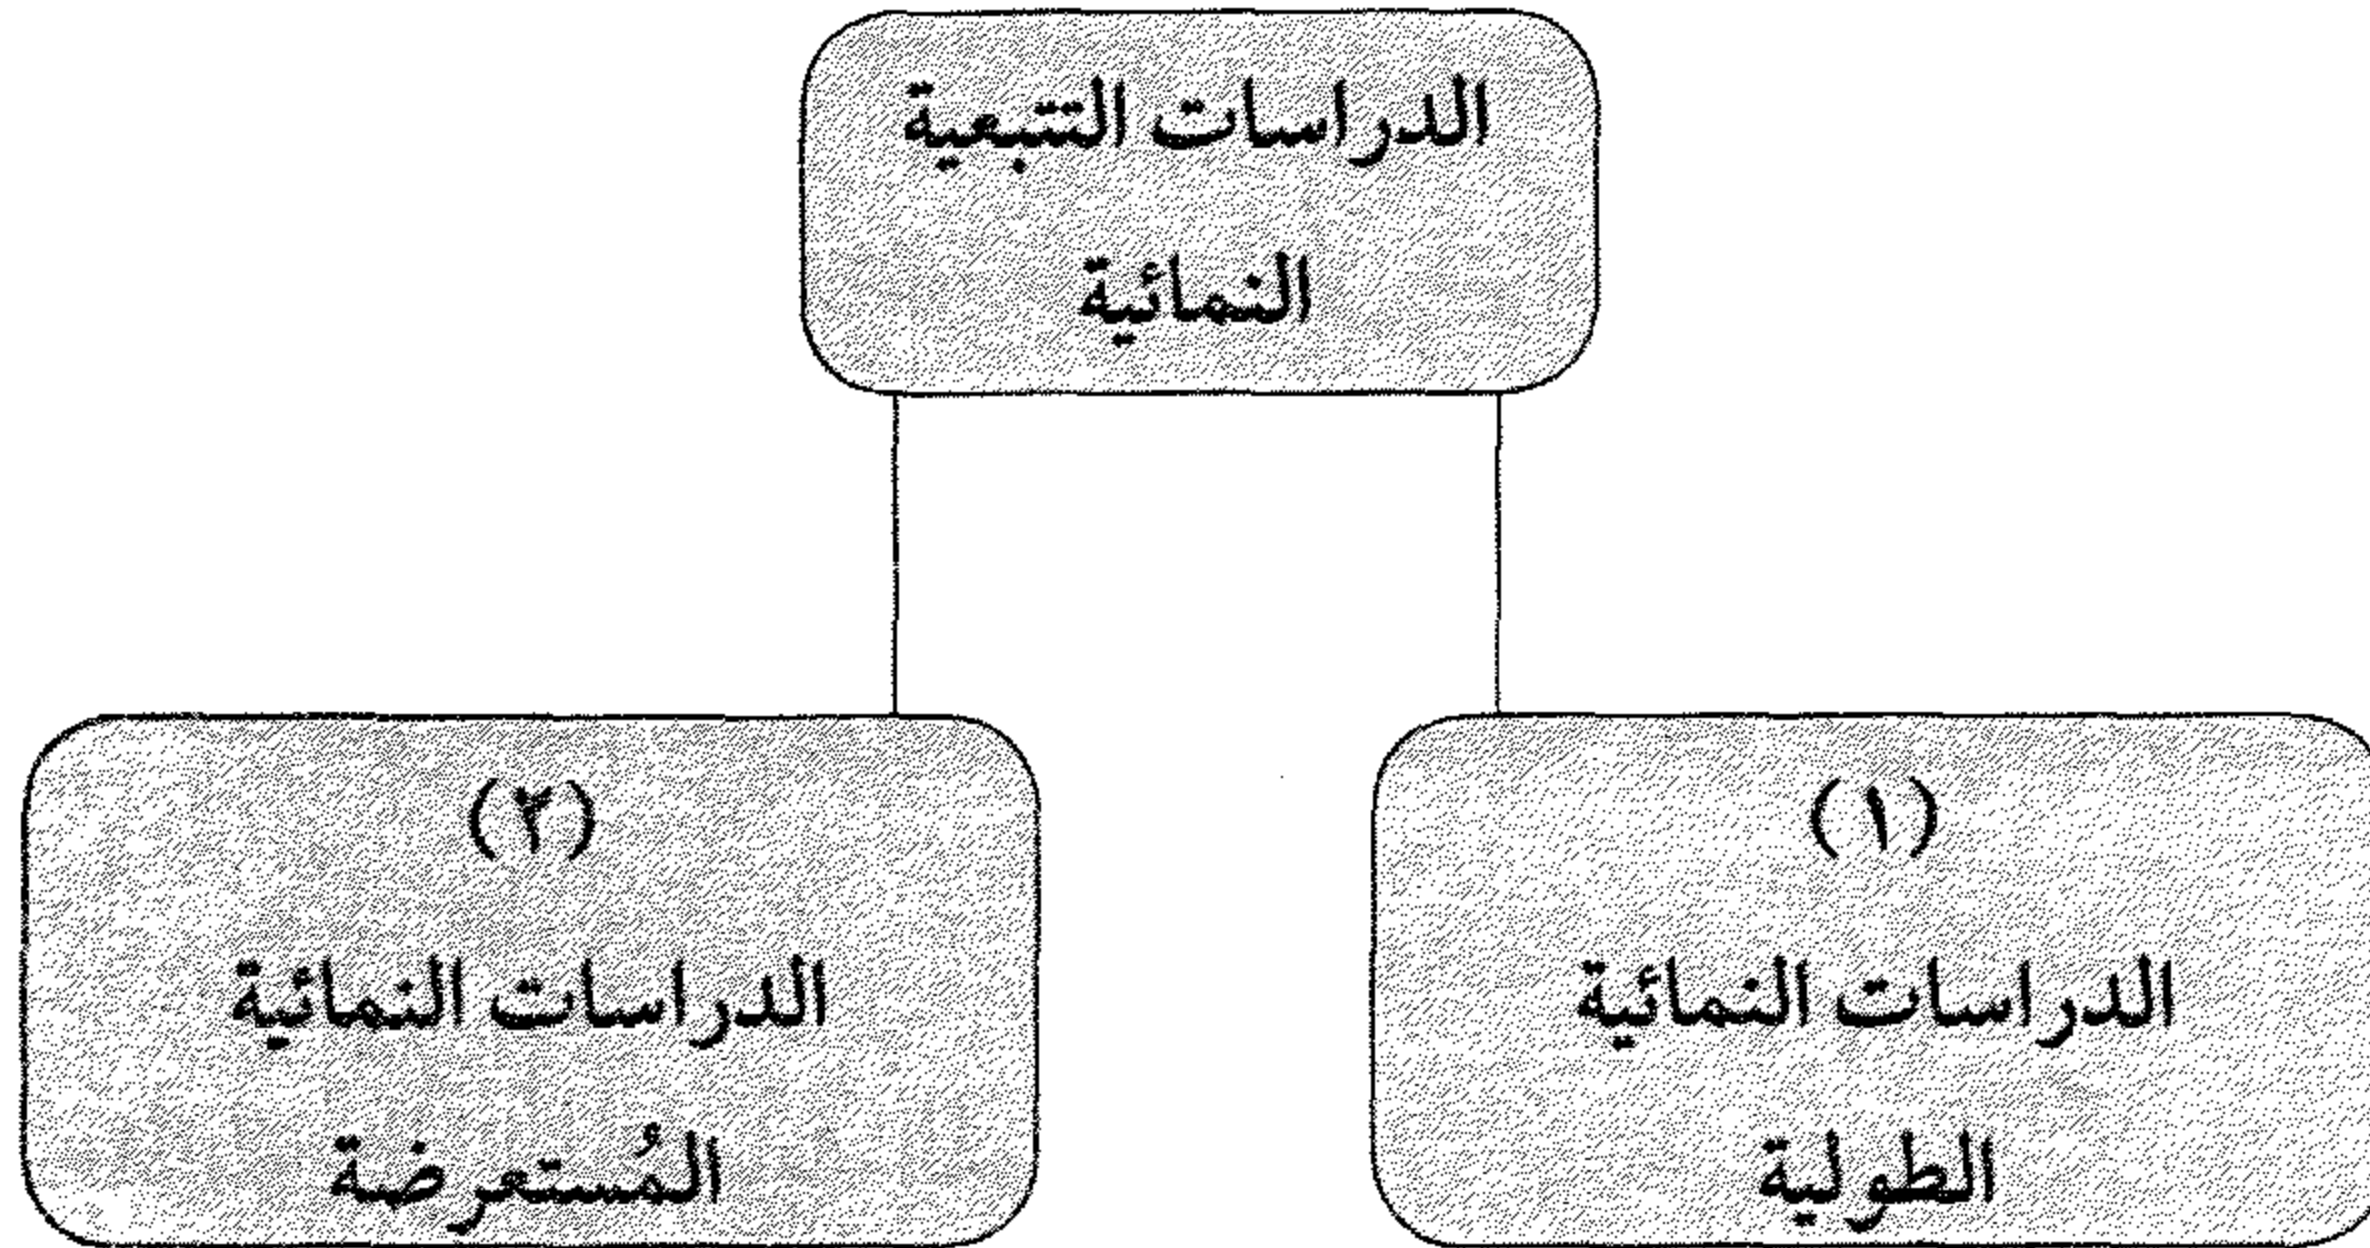 الدراسات التتبعية
النمائية
(١)
الدراسات النمائية
الطولية
(٢)
الدراسات النمائية
المُستعرضة